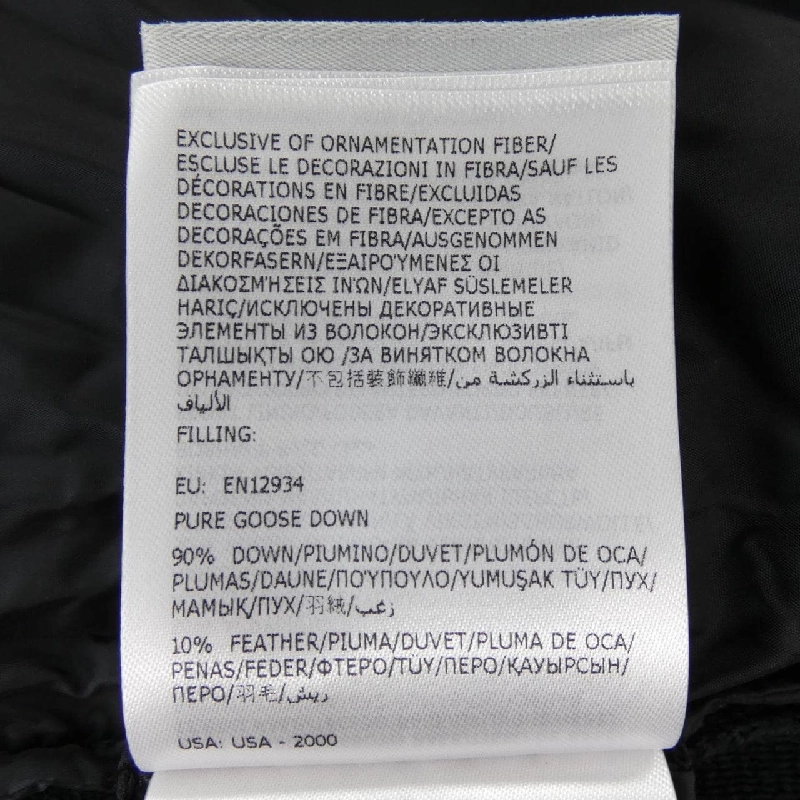 EXCLUSIVE OF ORNAMENTATION FIBER/
ESCLUSE LE DECORAZIONI IN FIBRA/SAUF LES
DÉCORATIONS EN FIBRE/EXCLUIDAS
DECORACIONES DE FIBRA/EXCEPTO AS
DECORAÇÕES EM FIBRA/AUSGENOMMEN
DEKORFASERN/ΕΞΑΙΡΟΎΜΕΝΕΣ ΟΙ
ΔΙΑΚΟΣΜΉΣΕΙΣ ΙΝΏΝ/ELYAF SÜSLEMELER
HARIÇ/ИСКЛЮЧЕНЫ ДЕКОРАТИВНЫЕ
ЭЛЕМЕНТЫ ИЗ ВОЛОКОН/ЭКСКЛЮЗИВТІ
ТАЛШЫҚТЫ ОЮ /ЗА ВИНЯТКОМ ВОЛОКНА
ОРНАМЕНТУ/不包括裝飾纖維/باستثناء الزركشة من
الألياف
FILLING:
EU: EN12934
PURE GOOSE DOWN
90% DOWN/PIUMINO/DUVET/PLUMÓN DE OCA/
PLUMAS/DAUNE/ΠΟΎΠΟΥΛΟ/YUMUŞAK TÜY/ПУХ/
МАМЫҚ/ПУХ/羽絨/زغب
10% FEATHER/PIUMA/DUVET/PLUMA DE OCA/
PENAS/FEDER/ΦΤΕΡΟ/TÜY/ПЕРО/ҚАУЫРСЫН/
ПЕРО/羽毛/ريش
USA: USA - 2000